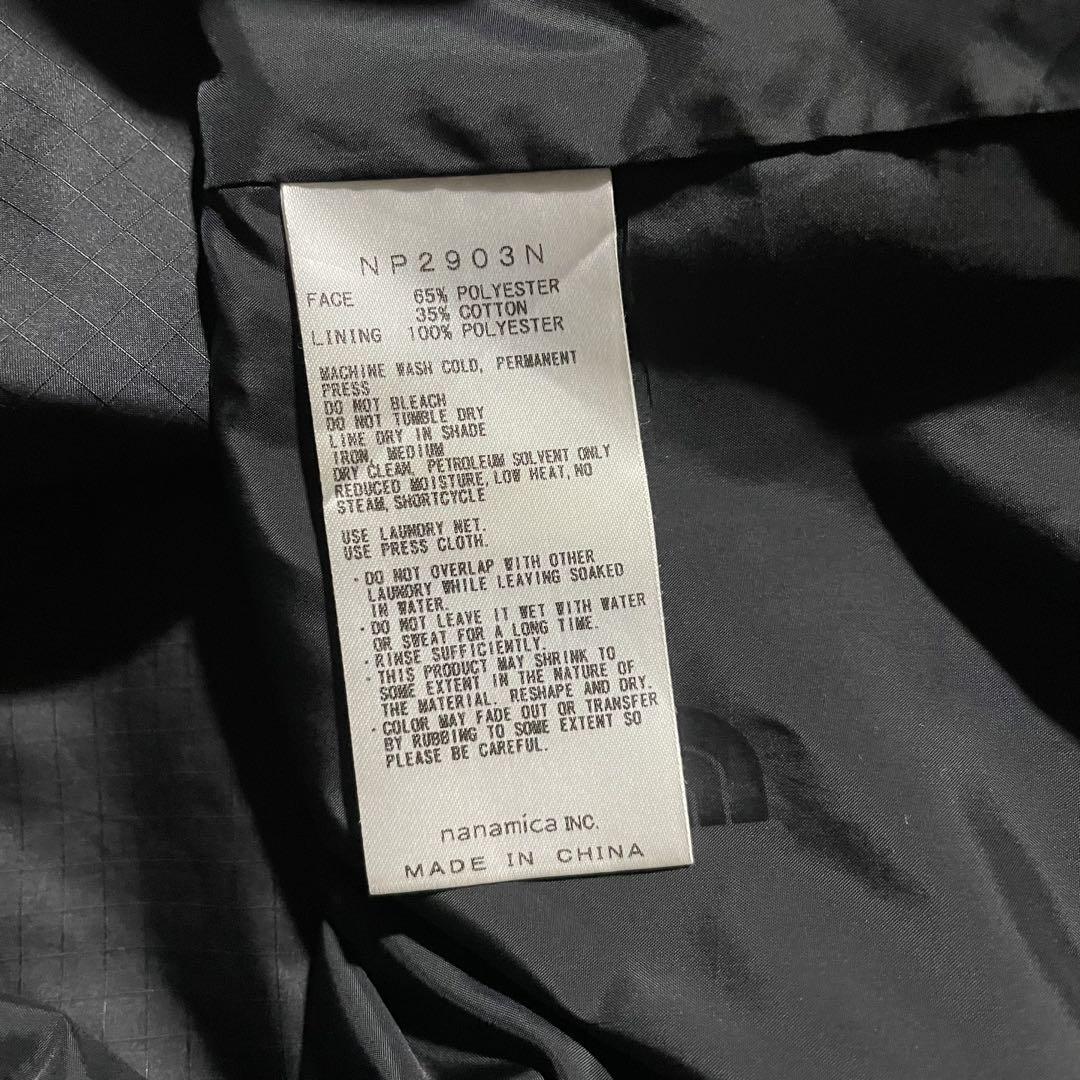 NP2903N
FACE 65% POLYESTER
35% COTTON
LINING 100% POLYESTER
MACHINE WASH COLD, PERMANENT
PRESS
DO NOT BLEACH
DO NOT TUMBLE DRY
LINE DRY IN SHADE
IRON, MEDIUM
DRY CLEAN, PETROLEUM SOLVENT ONLY
REDUCED MOISTURE, LOW HEAT, NO
STEAM, SHORTCYCLE
USE LAUNDRY NET.
USE PRESS CLOTH.
・DO NOT OVERLAP WITH OTHER
LAUNDRY WHILE LEAVING SOAKED
IN WATER.
・DO NOT LEAVE IT WET WITH WATER
OR SWEAT FOR A LONG TIME.
・RINSE SUFFICIENTLY.
・THIS PRODUCT MAY SHRINK TO
SOME EXTENT IN THE NATURE OF
THE MATERIAL. RESHAPE AND DRY.
・COLOR MAY FADE OUT OR TRANSFER
BY RUBBING TO SOME EXTENT SO
PLEASE BE CAREFUL.
nanamica INC.
MADE IN CHINA